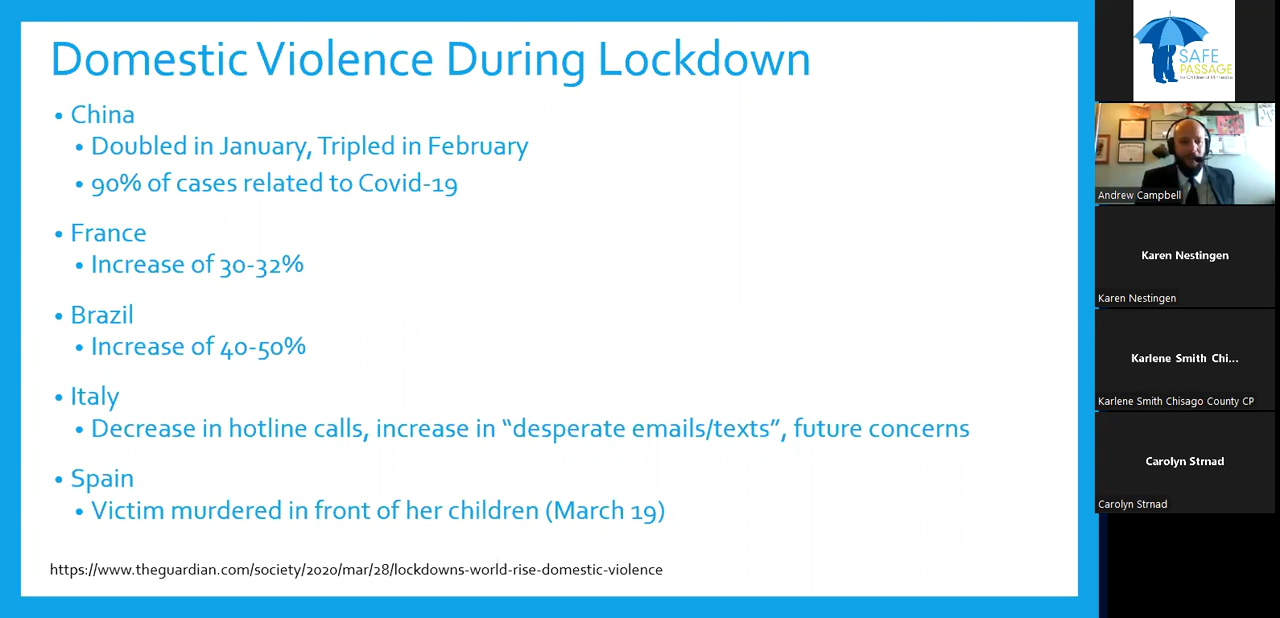 Domestic Violence During Lockdown
• China
• Doubled in January, Tripled in February
• 90% of cases related to Covid-19
• France
• Increase of 30-32%
• Brazil
• Increase of 40-50%
• Italy
• Decrease in hotline calls, increase in “desperate emails/texts”, future concerns
• Spain
• Victim murdered in front of her children (March 19)
https://www.theguardian.com/society/2020/mar/28/lockdowns-world-rise-domestic-violence
SAFE
PASSAGE
Andrew Campbell
Karen Nestingen
Karen Nestingen
Karlene Smith Chi...
Karlene Smith Chisago County CP
Carolyn Strnad
Carolyn Strnad